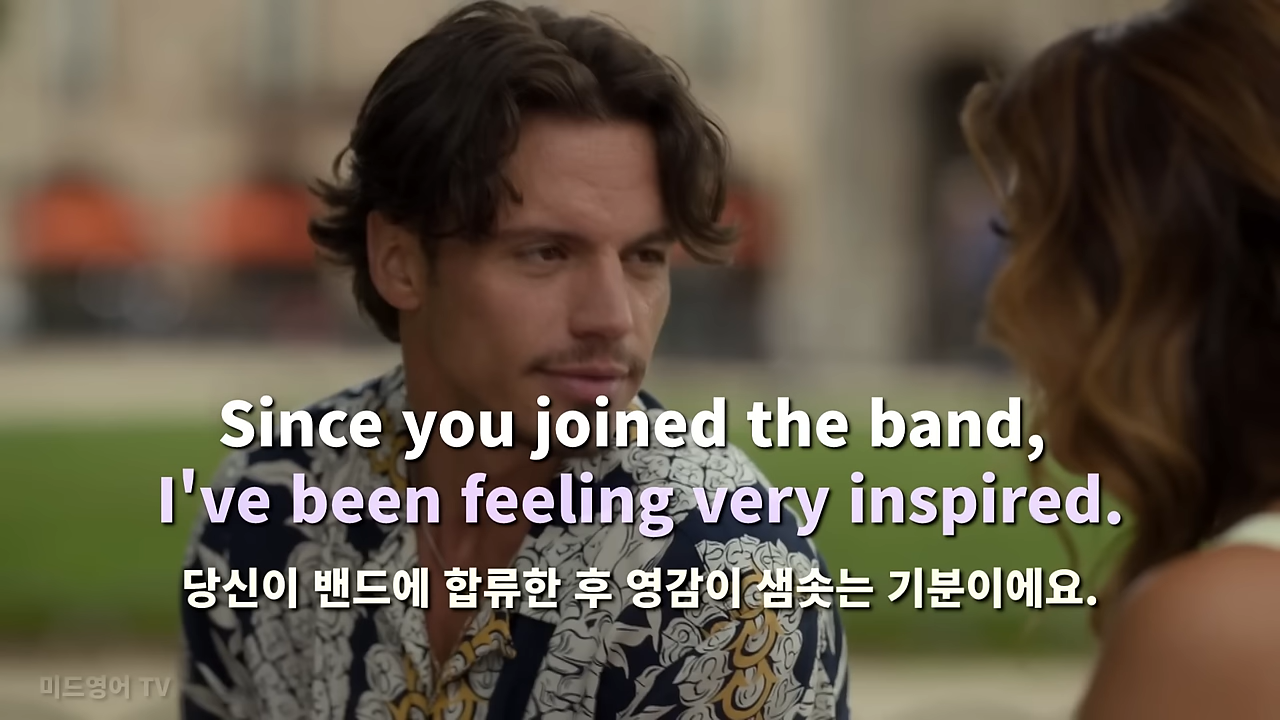 Since you joined the band,
I've been feeling very inspired.
당신이 밴드에 합류한 후 영감이 샘솟는 기분이에요.
미드영어 TV